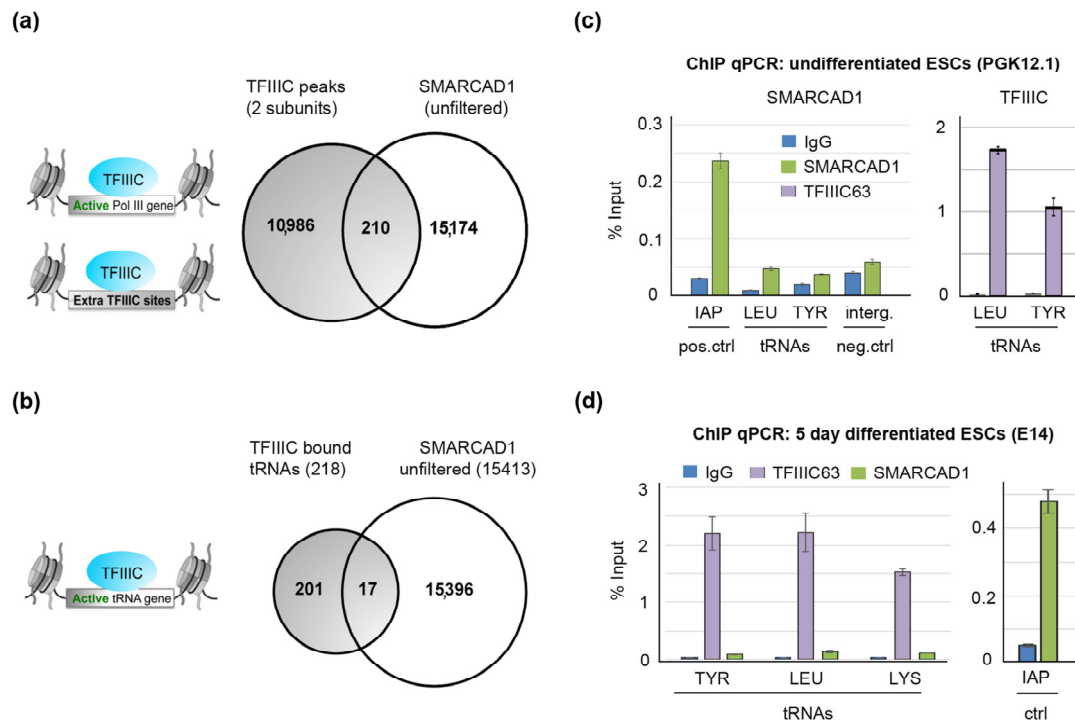 (a)
TFIIIC peaks
(2 subunits)
SMARCAD1
(unfiltered)
TFIIIC
Active Pol III gene
TFIIIC
Extra TFIIIC sites
10,986
210
15,174
(b)
TFIIIC bound
tRNAs (218)
SMARCAD1
unfiltered (15413)
TFIIIC
Active tRNA gene
201
17
15,396
(c)
ChIP qPCR: undifferentiated ESCs (PGK12.1)
SMARCAD1
TFIIIC
% Input
0.3
0.2
0.1
0
IgG
SMARCAD1
TFIIIC63
2
1
0
IAP LEU TYR interg.
pos.ctrl tRNAs neg.ctrl
LEU TYR
tRNAs
(d)
ChIP qPCR: 5 day differentiated ESCs (E14)
IgG TFIIIC63 SMARCAD1
% Input
3
2
1
0
TYR LEU LYS
tRNAs
0.4
0.2
0
IAP
ctrl